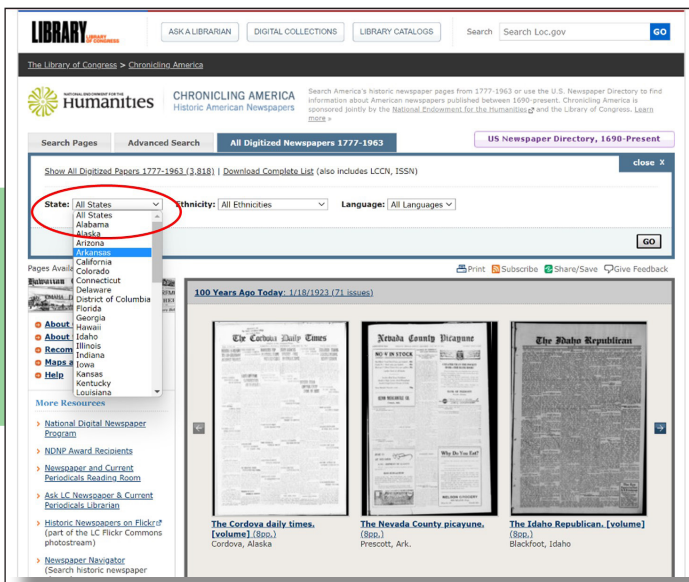 LIBRARY LIBRARY OF CONGRESS
ASK A LIBRARIAN
DIGITAL COLLECTIONS
LIBRARY CATALOGS
Search
Search Loc.gov
GO
The Library of Congress > Chronicling America
NATIONAL ENDOWMENT FOR THE
Humanities
CHRONICLING AMERICA
Historic American Newspapers
Search America's historic newspaper pages from 1777-1963 or use the U.S. Newspaper Directory to find
information about American newspapers published between 1690-present. Chronicling America is
sponsored jointly by the National Endowment for the Humanities and the Library of Congress. Learn
more »
Search Pages
Advanced Search
All Digitized Newspapers 1777-1963
US Newspaper Directory, 1690-Present
close X
Show All Digitized Papers 1777-1963 (3,818) | Download Complete List (also includes LCCN, ISSN)
State: All States
Ethnicity: All Ethnicities
Language: All Languages
All States
Alabama
Alaska
Arizona
Arkansas
California
Colorado
Connecticut
Delaware
District of Columbia
Florida
Georgia
Hawaii
Idaho
Illinois
Indiana
Iowa
Kansas
Kentucky
Louisiana
GO
Print Subscribe Share/Save Give Feedback
Pages Availa
About
About
Recom
Maps a
Help
More Resources
National Digital Newspaper
Program
NDNP Award Recipients
Newspaper and Current
Periodicals Reading Room
Ask LC Newspaper & Current
Periodicals Librarian
Historic Newspapers on Flickr
(part of the LC Flickr Commons
photostream)
Newspaper Navigator
(Search historic newspaper
100 Years Ago Today: 1/18/1923 (71 issues)
The Cordova Daily Times
Nevada County Picayune
NO V IN STOCK
Why Do You Eat?
The Idaho Republican
The Cordova daily times.
[volume] (8pp.)
Cordova, Alaska
The Nevada County picayune.
(8pp.)
Prescott, Ark.
The Idaho Republican. [volume]
(8pp.)
Blackfoot, Idaho